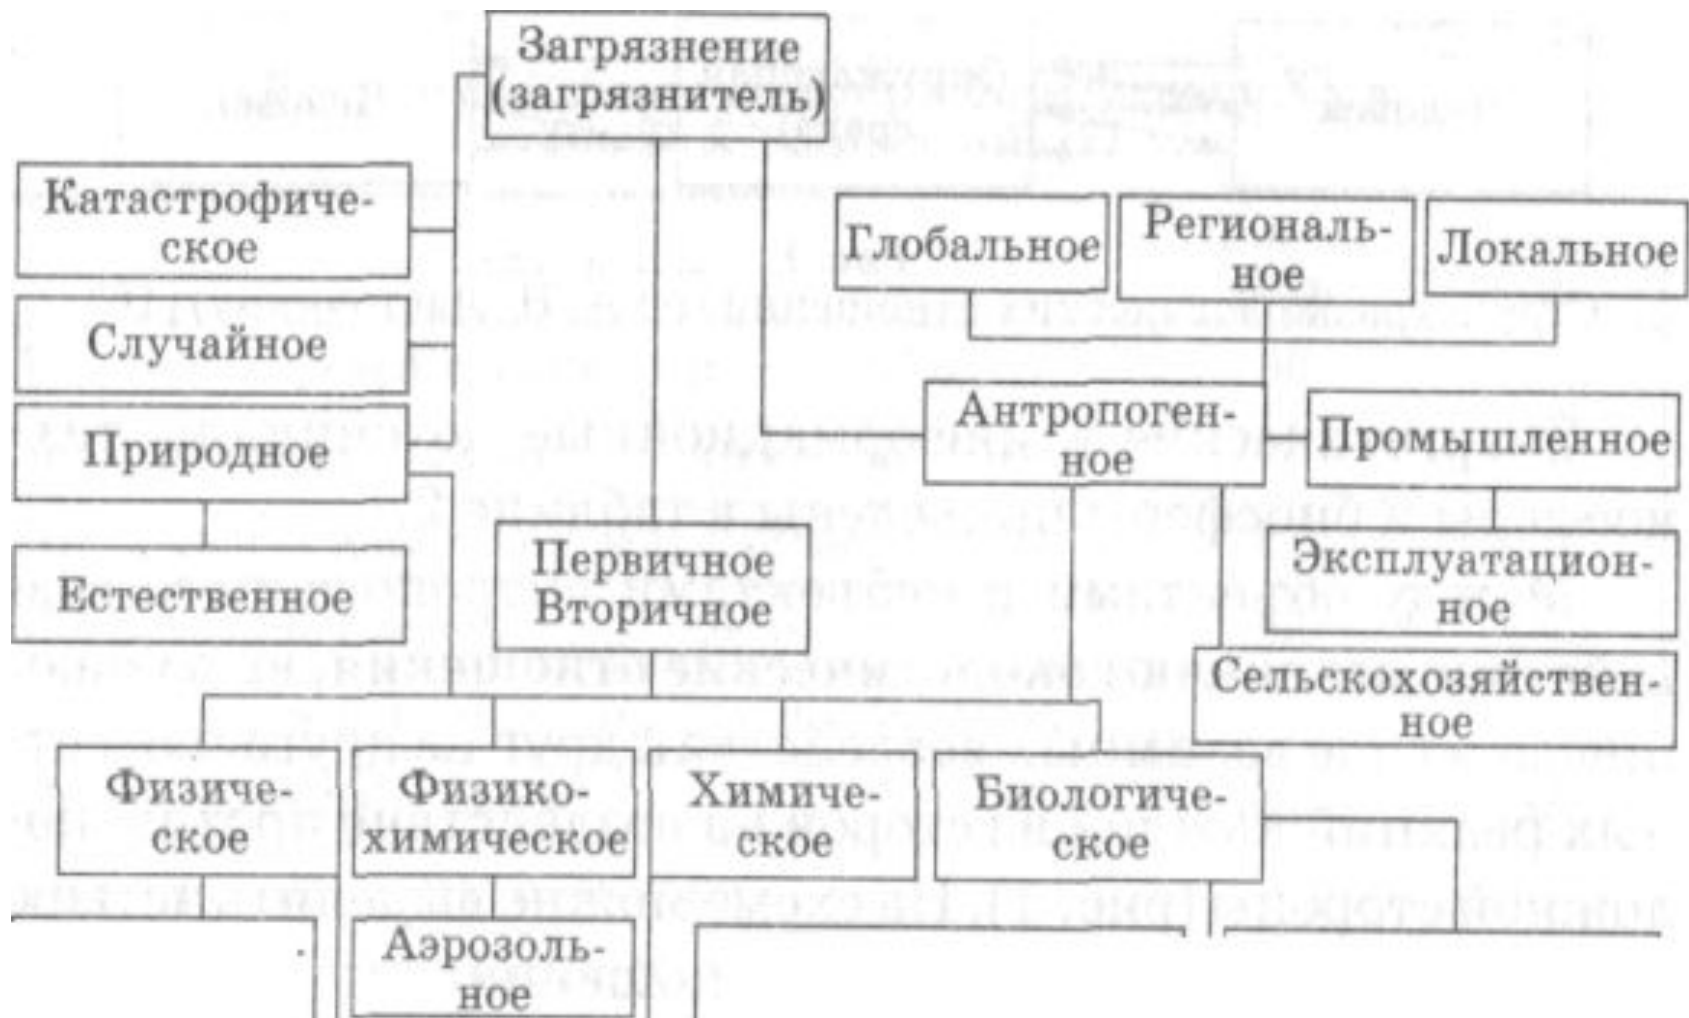 Загрязнение
(загрязнитель)
Катастрофиче-
ское
Глобальное
Региональ-
ное
Локальное
Случайное
Природное
Антропоген-
ное
Промышленное
Естественное
Первичное
Вторичное
Эксплуатацион-
ное
Сельскохозяйствен-
ное
Физиче-
ское
Физико-
химическое
Химиче-
ское
Биологиче-
ское
Аэрозоль-
ное